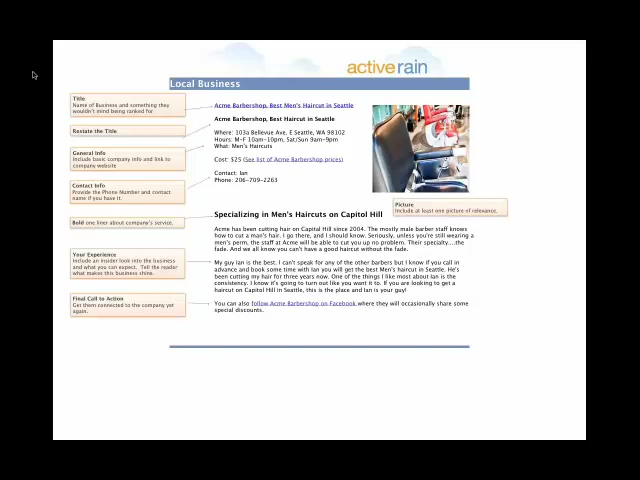 activerain
Local Business
Title
Name of Business and something they
wouldn't mind being ranked for
Restate the Title
General Info
Include basic company info and link to
company website
Contact Info
Provide the Phone Number and contact
name if you have it.
Bold one liner about company's service.
Your Experience
Include an insider look into the business
and what you can expect. Tell the reader
what makes this business shine.
Final Call to Action
Get them connected to the company yet
again.
Acme Barbershop, Best Men's Haircut in Seattle
Acme Barbershop, Best Haircut in Seattle
Where: 103a Bellevue Ave, E Seattle, WA 98102
Hours: M-F 10am-10pm, Sat/Sun 9am-9pm
What: Men's Haircuts
Cost: $25 (See list of Acme Barbershop prices)
Contact: Ian
Phone: 206-709-2263
Picture
Include at least one picture of relevance.
Specializing in Men's Haircuts on Capitol Hill
Acme has been cutting hair on Capitol Hill since 2004. The mostly male barber staff knows
how to cut a man's hair. I go there, and I should know. Seriously, unless you're still wearing a
men's perm, the staff at Acme will be able to cut you up no problem. Their specialty....the
fade. And we all know you can't have a good haircut without the fade.
My guy Ian is the best. I can't speak for any of the other barbers but I know if you call in
advance and book some time with Ian you will get the best Men's haircut in Seattle. He's
been cutting my hair for three years now. One of the things I like most about Ian is the
consistency. I know it's going to turn out like you want it to. If you are looking to get a
haircut on Capitol Hill in Seattle, this is the place and Ian is your guy!
You can also follow Acme Barbershop on Facebook where they will occasionally share some
special discounts.